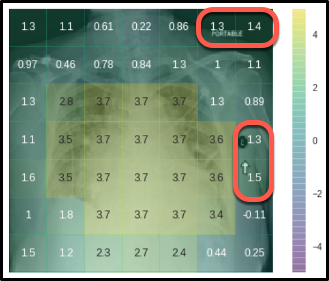 1.3 1.1 0.61 0.22 0.86 1.3 1.4
PORTABLE
0.97 0.46 0.78 0.84 1.3 1 1.1
1.3 2.8 3.7 3.7 3.7 1.3 0.89
1.1 3.5 3.7 3.7 3.7 3.6 1.3
1.6 3.5 3.7 3.7 3.7 3.6 1.5
1 1.8 3.7 3.7 3.7 3.4 -0.11
1.5 1.2 2.3 2.7 2.4 0.44 0.25
4
2
0
-2
-4